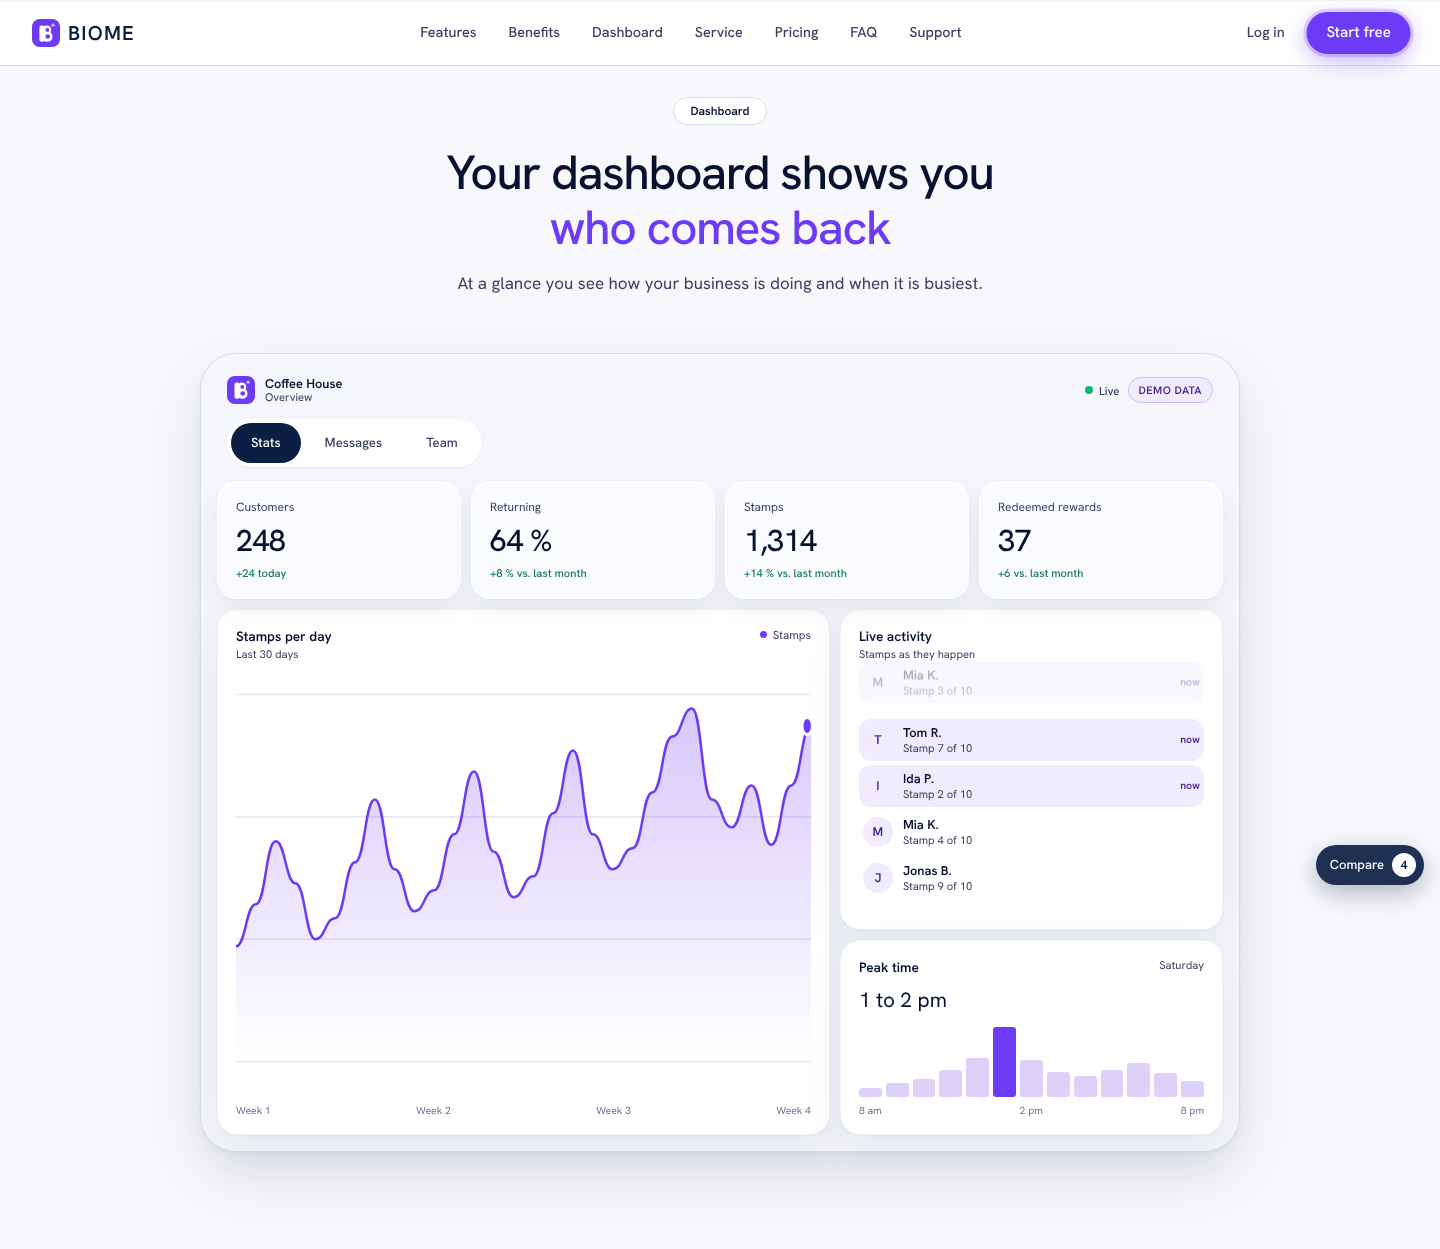 BIOME
Features
Benefits
Dashboard
Service
Pricing
FAQ
Support
Log in
Start free
Dashboard
Your dashboard shows you
who comes back
At a glance you see how your business is doing and when it is busiest.
Coffee House
Overview
Live
DEMO DATA
Stats
Messages
Team
Customers
248
+24 today
Returning
64 %
+8 % vs. last month
Stamps
1,314
+14 % vs. last month
Redeemed rewards
37
+6 vs. last month
Stamps per day
Last 30 days
Stamps
Week 1
Week 2
Week 3
Week 4
Live activity
Stamps as they happen
M
Mia K.
Stamp 3 of 10
now
T
Tom R.
Stamp 7 of 10
now
I
Ida P.
Stamp 2 of 10
now
M
Mia K.
Stamp 4 of 10
J
Jonas B.
Stamp 9 of 10
Peak time
Saturday
1 to 2 pm
8 am
2 pm
8 pm
Compare
4